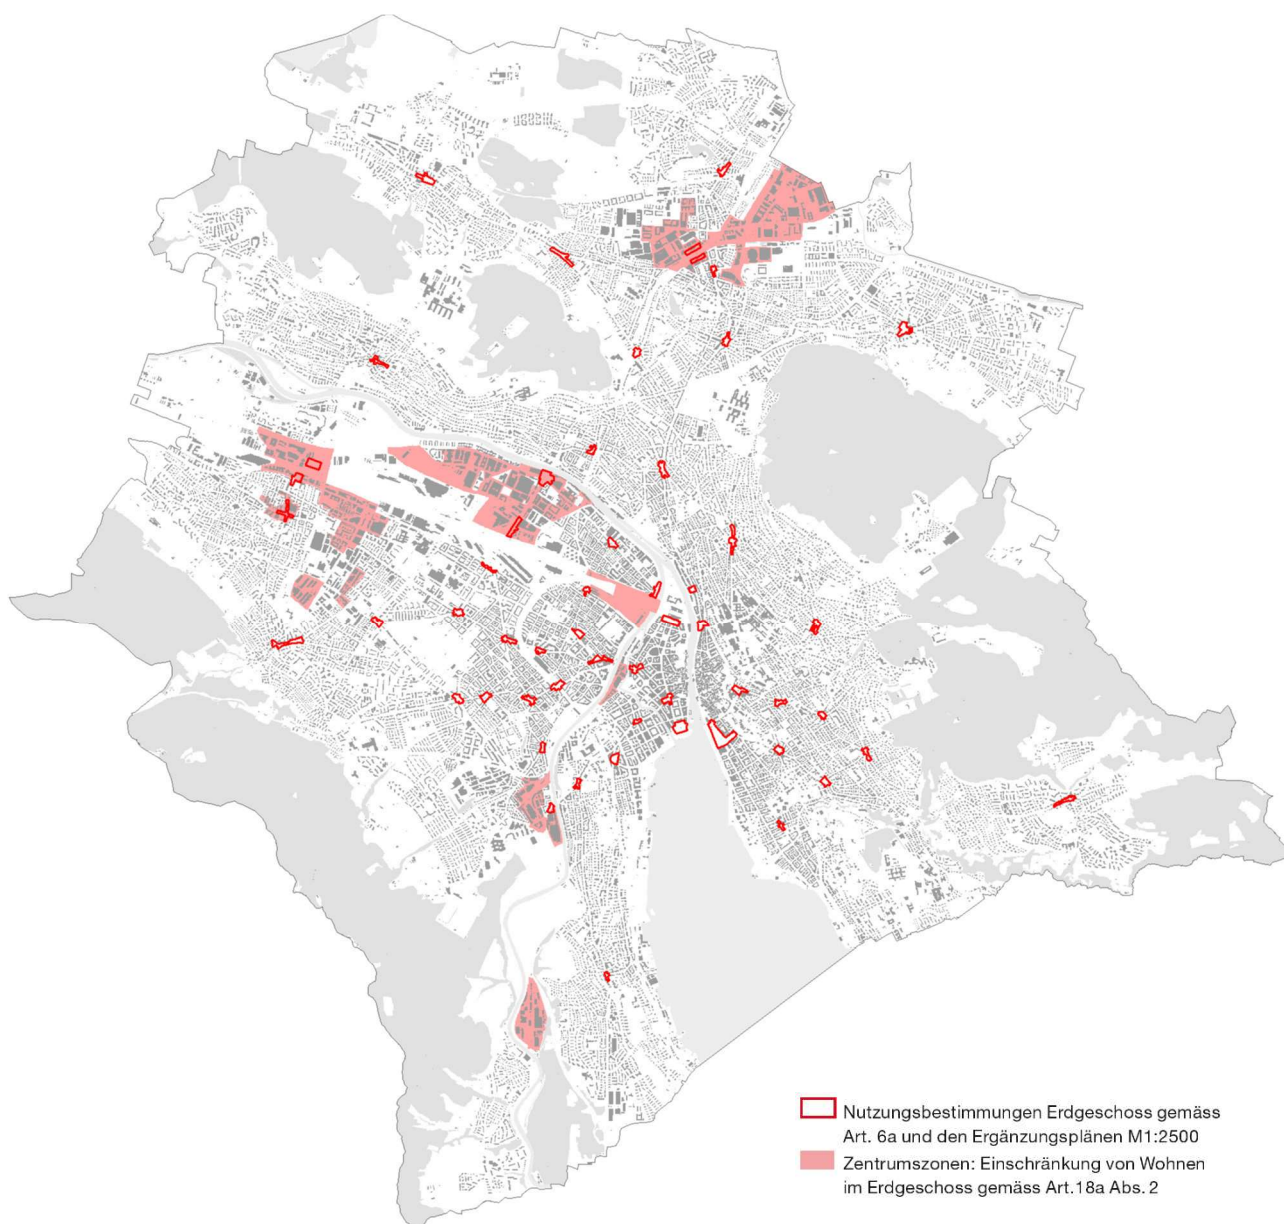 Nutzungsbestimmungen Erdgeschoss gemäss
Art. 6a und den Ergänzungsplänen M1:2500
Zentrumszonen: Einschränkung von Wohnen
im Erdgeschoss gemäss Art.18a Abs. 2